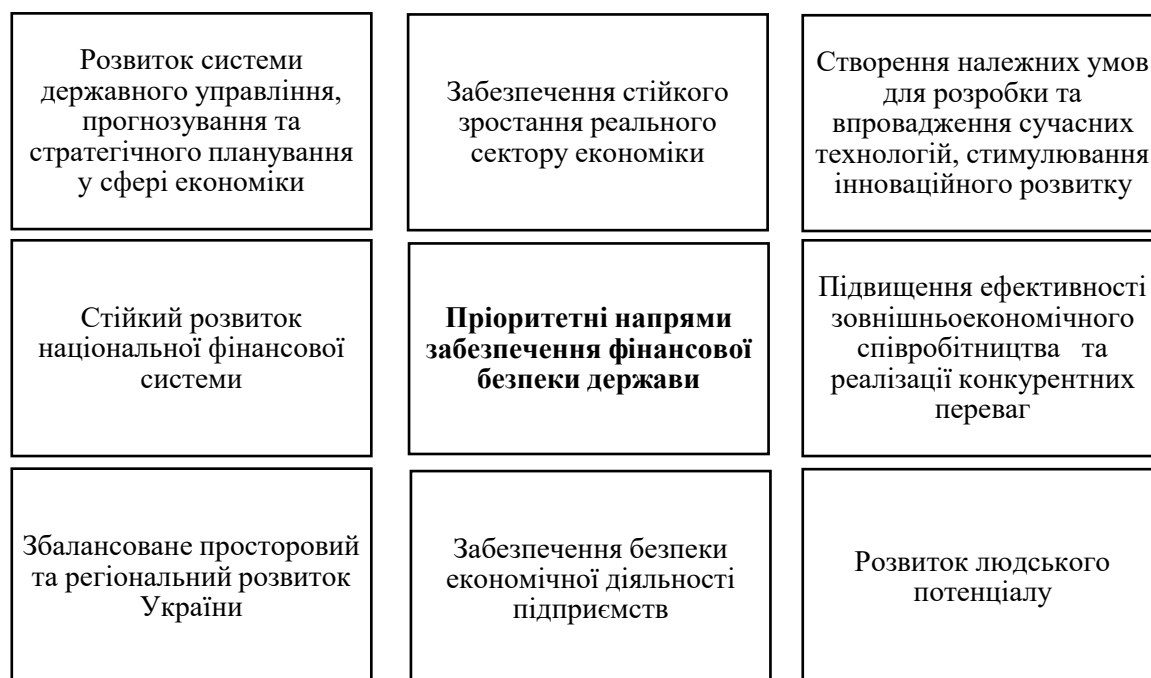 Розвиток системи
державного управління,
прогнозування та
стратегічного планування
у сфері економіки
Забезпечення стійкого
зростання реального
сектору економіки
Створення належних умов
для розробки та
впровадження сучасних
технологій, стимулювання
інноваційного розвитку
Стійкий розвиток
національної фінансової
системи
Пріоритетні напрями
забезпечення фінансової
безпеки держави
Підвищення ефективності
зовнішньоекономічного
співробітництва та
реалізації конкурентних
переваг
Збалансоване просторовий
та регіональний розвиток
України
Забезпечення безпеки
економічної діяльності
підприємств
Розвиток людського
потенціалу